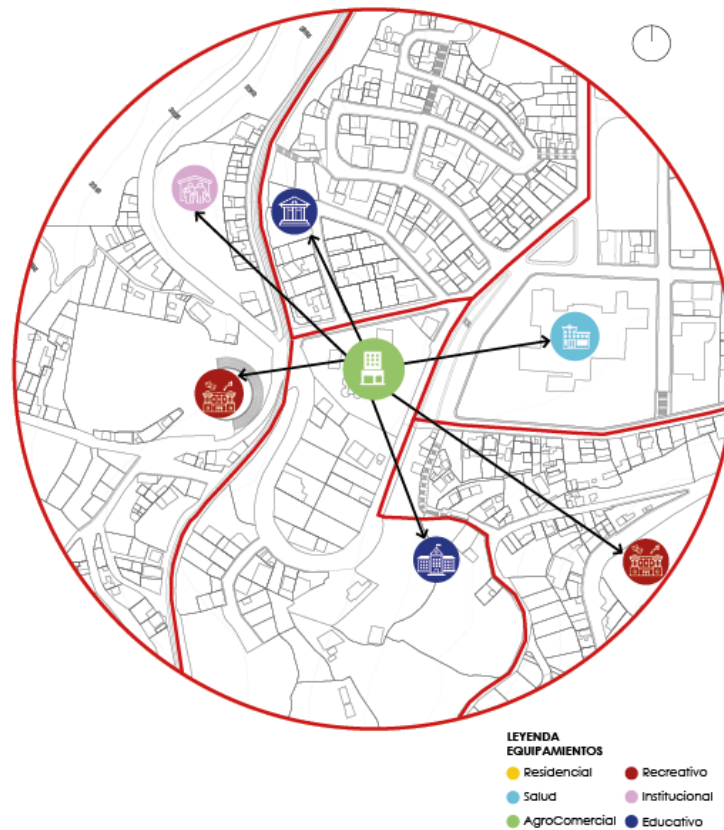 LEYENDA
EQUIPAMIENTOS
Residencial
Recreativo
Salud
Institucional
AgroComercial
Educativo